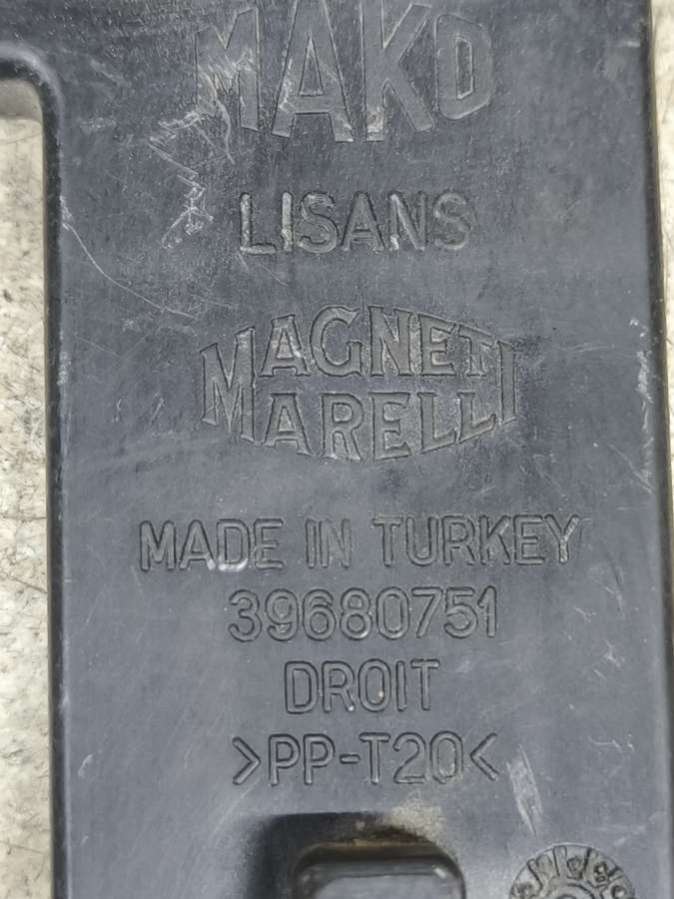 MAKO
LISANS
MAGNETI
MARELLI
MADE IN TURKEY
39680751
DROIT
>PP-T20<